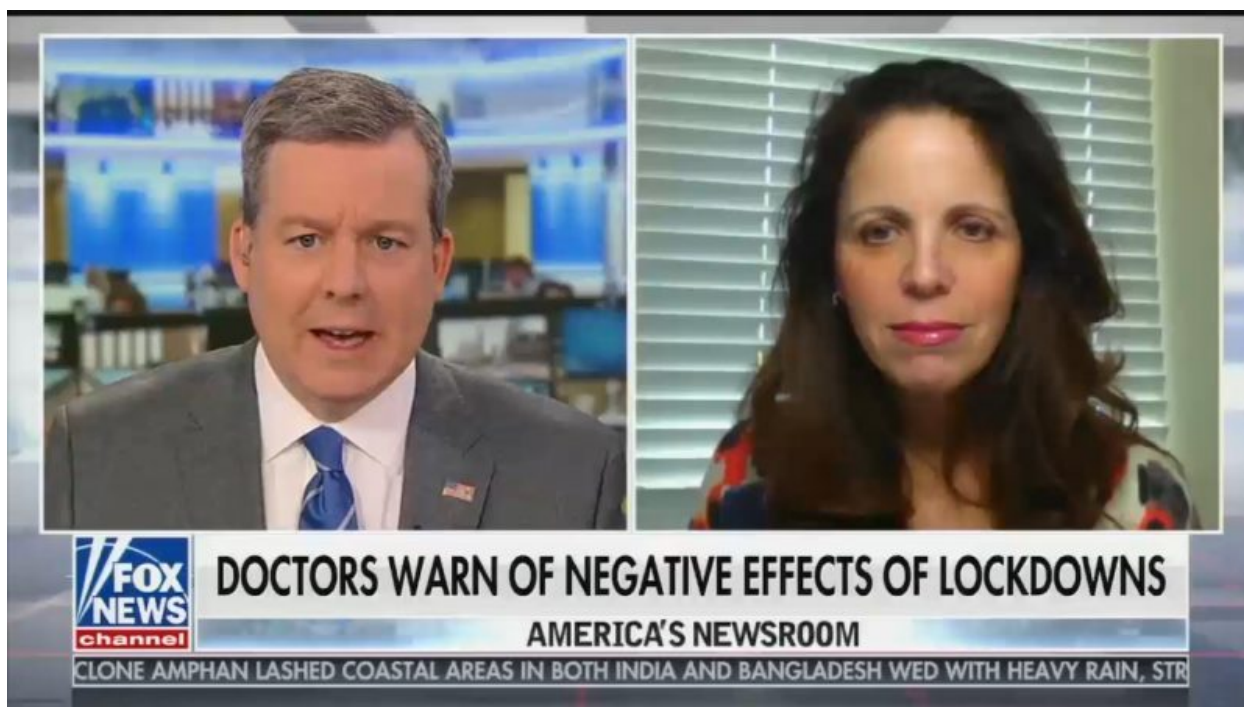 FOX
NEWS
channel
DOCTORS WARN OF NEGATIVE EFFECTS OF LOCKDOWNS
AMERICA'S NEWSROOM
CLONE AMPHAN LASHED COASTAL AREAS IN BOTH INDIA AND BANGLADESH WED WITH HEAVY RAIN, STR